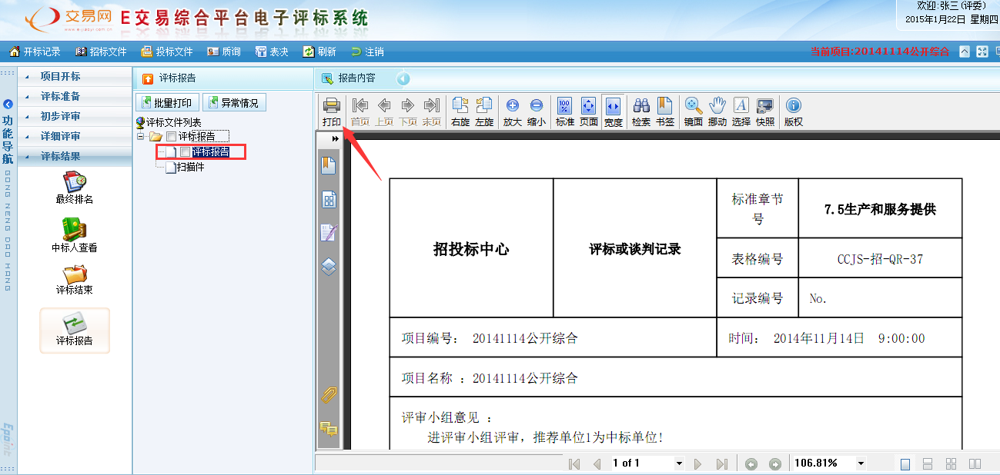 交易网
www.e-jiaoyi.com.cn
E交易综合平台电子评标系统
欢迎:张三(评委)
2015年1月22日 星期四
开标记录 招标文件 投标文件 质询 表决 刷新 注销
当前项目:20141114公开综合
功能导航
GONG NENG DAO HANG
Epoint
项目开标
评标准备
初步评审
详细评审
评标结果
最终排名
中标人查看
评标结束
评标报告
评标报告
批量打印 异常情况
评标文件列表
评标报告
评标报告
扫描件
报告内容
打印 首页 上页 下页 末页 右旋 左旋 放大 缩小 100% 标准 页面 宽度 检索 书签 镜面 挪动 选择 快照 版权
招投标中心
评标或谈判记录
标准章节号
7.5生产和服务提供
表格编号
CCJS-招-QR-37
记录编号
No.
项目编号： 20141114公开综合
时间： 2014年11月14日 9:00:00
项目名称 ：20141114公开综合
评审小组意见 ：
进评审小组评审，推荐单位1为中标单位!
1 of 1
106.81%